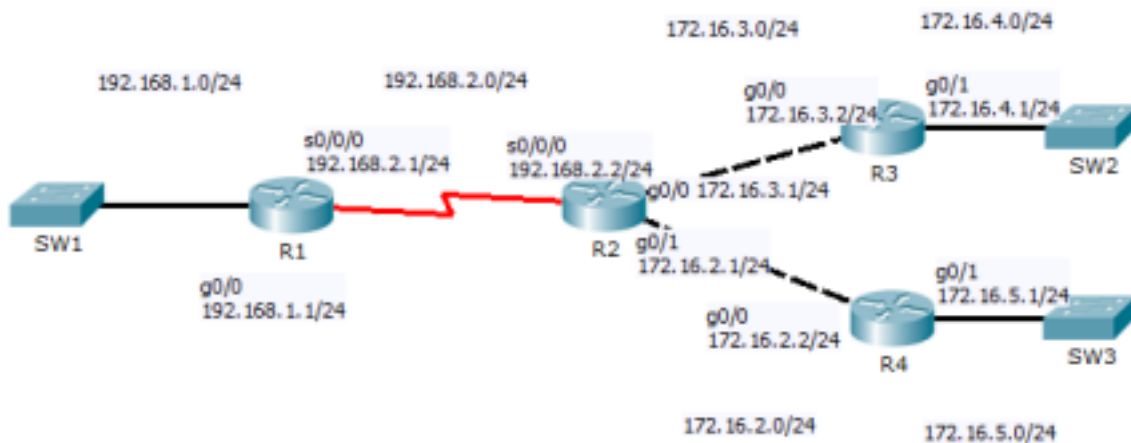 172.16.3.0/24
172.16.4.0/24
192.168.1.0/24
192.168.2.0/24
g0/0
172.16.3.2/24
g0/1
172.16.4.1/24
s0/0/0
192.168.2.1/24
s0/0/0
192.168.2.2/24
R3
SW2
g0/0 172.16.3.1/24
SW1
R1
R2
g0/1
172.16.2.1/24
g0/0
192.168.1.1/24
g0/1
172.16.5.1/24
g0/0
172.16.2.2/24
R4
SW3
172.16.2.0/24
172.16.5.0/24